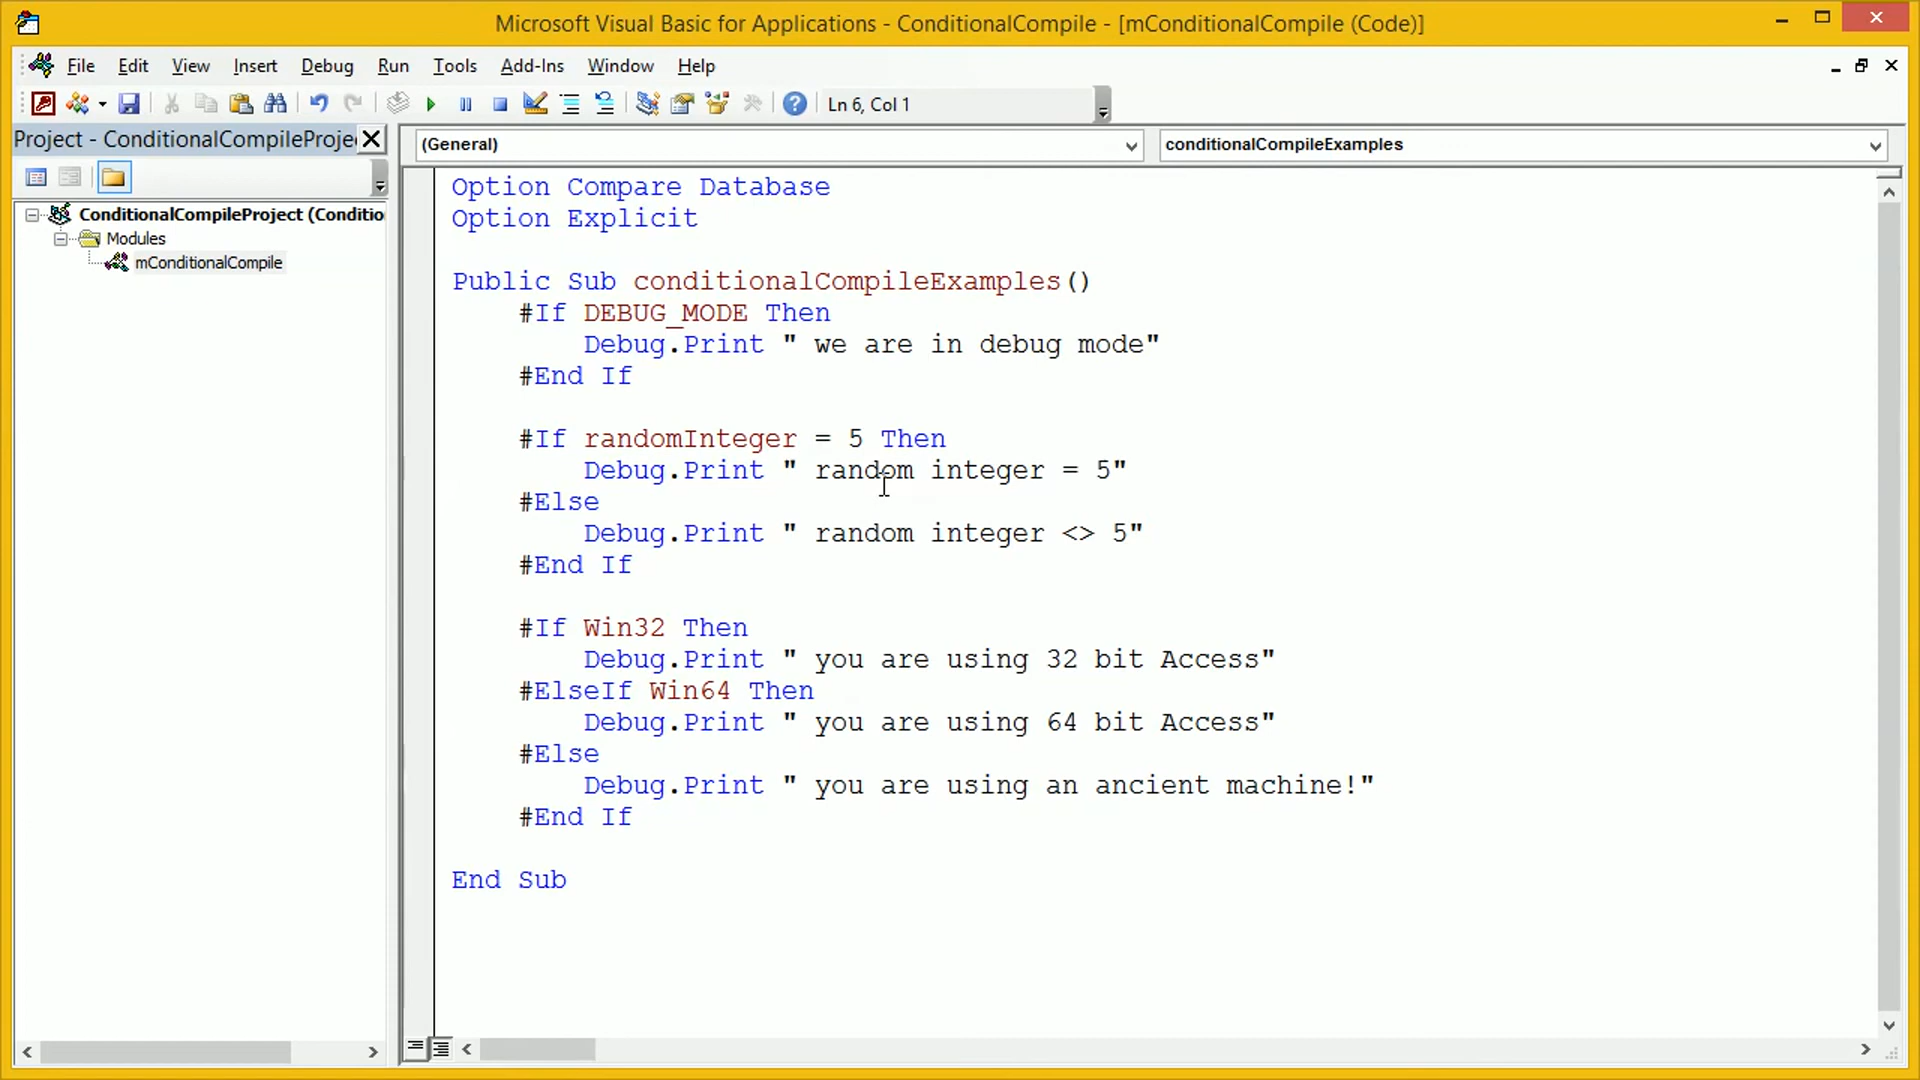 Microsoft Visual Basic for Applications - ConditionalCompile - [mConditionalCompile (Code)]
File Edit View Insert Debug Run Tools Add-Ins Window Help
Ln 6, Col 1
Project - ConditionalCompileProje
(General)
conditionalCompileExamples
ConditionalCompileProject (Conditio
Modules
mConditionalCompile
Option Compare Database
Option Explicit
Public Sub conditionalCompileExamples()
#If DEBUG_MODE Then
Debug.Print " we are in debug mode"
#End If
#If randomInteger = 5 Then
Debug.Print " random integer = 5"
#Else
Debug.Print " random integer <> 5"
#End If
#If Win32 Then
Debug.Print " you are using 32 bit Access"
#ElseIf Win64 Then
Debug.Print " you are using 64 bit Access"
#Else
Debug.Print " you are using an ancient machine!"
#End If
End Sub